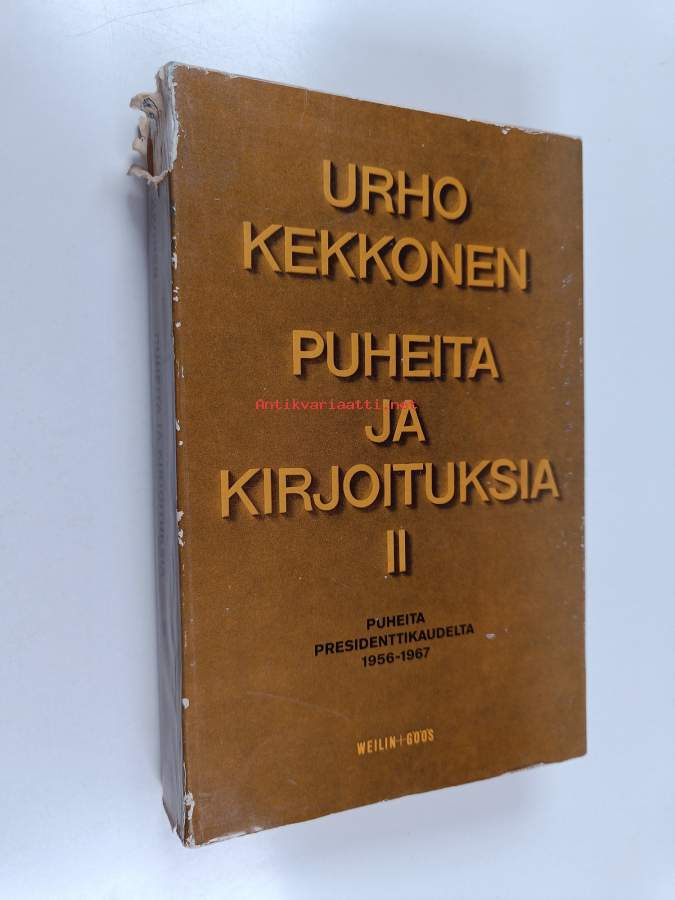 URHO
KEKKONEN
PUHEITA
JA
KIRJOITUKSIA
II
PUHEITA
PRESIDENTTIKAUDELTA
1956-1967
WEILIN+GÖÖS
Antikvariaatti.net